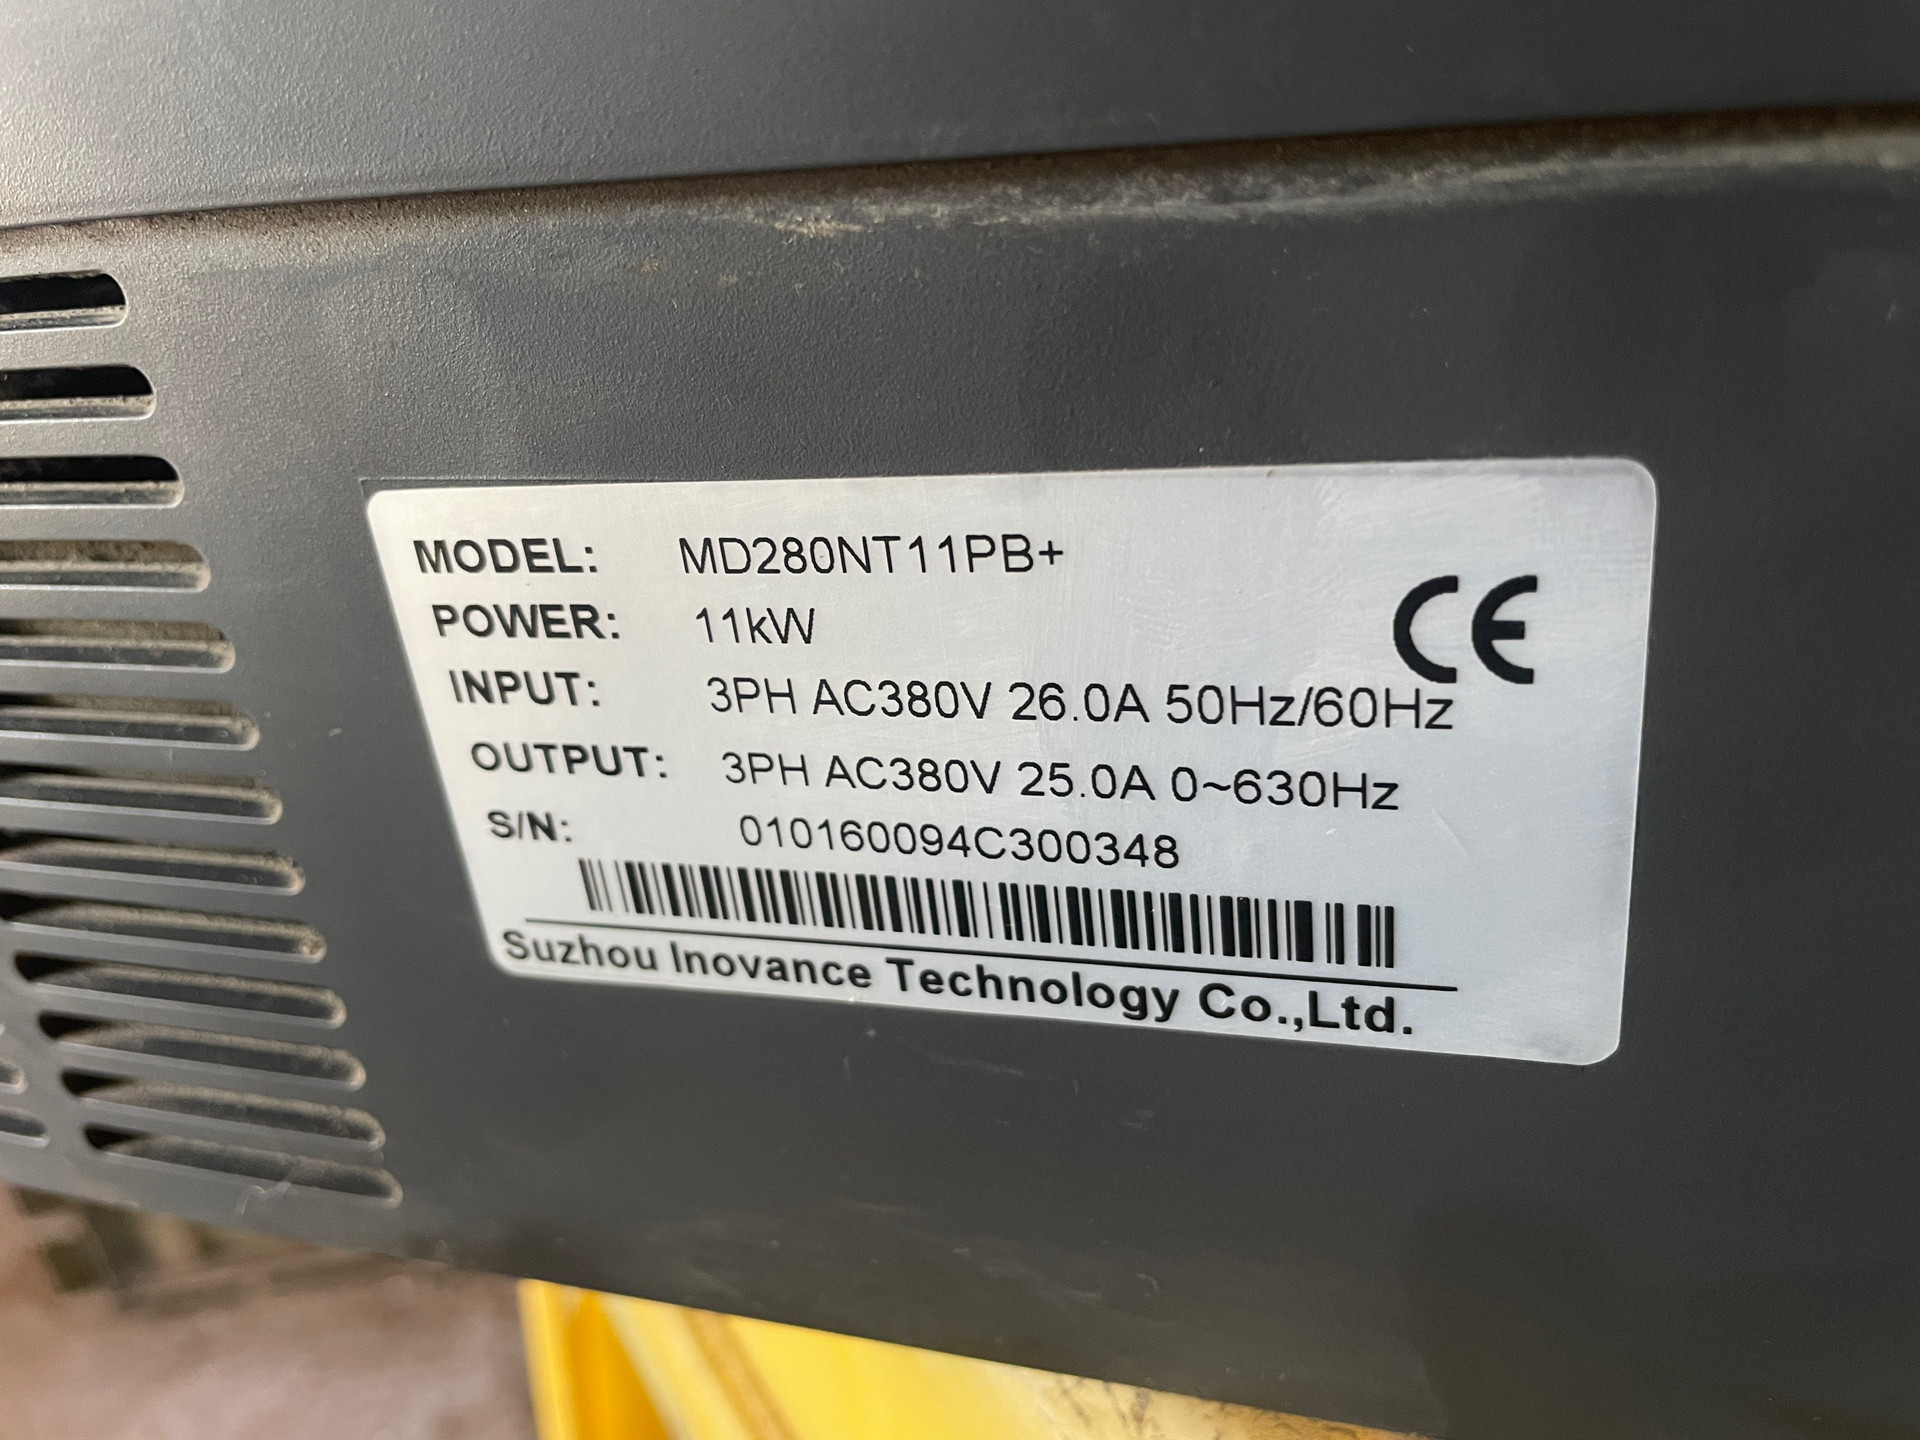 MODEL: MD280NT11PB+
POWER: 11kW
INPUT: 3PH AC380V 26.0A 50Hz/60Hz
OUTPUT: 3PH AC380V 25.0A 0~630Hz
S/N: 010160094C300348
CE
Suzhou Inovance Technology Co.,Ltd.